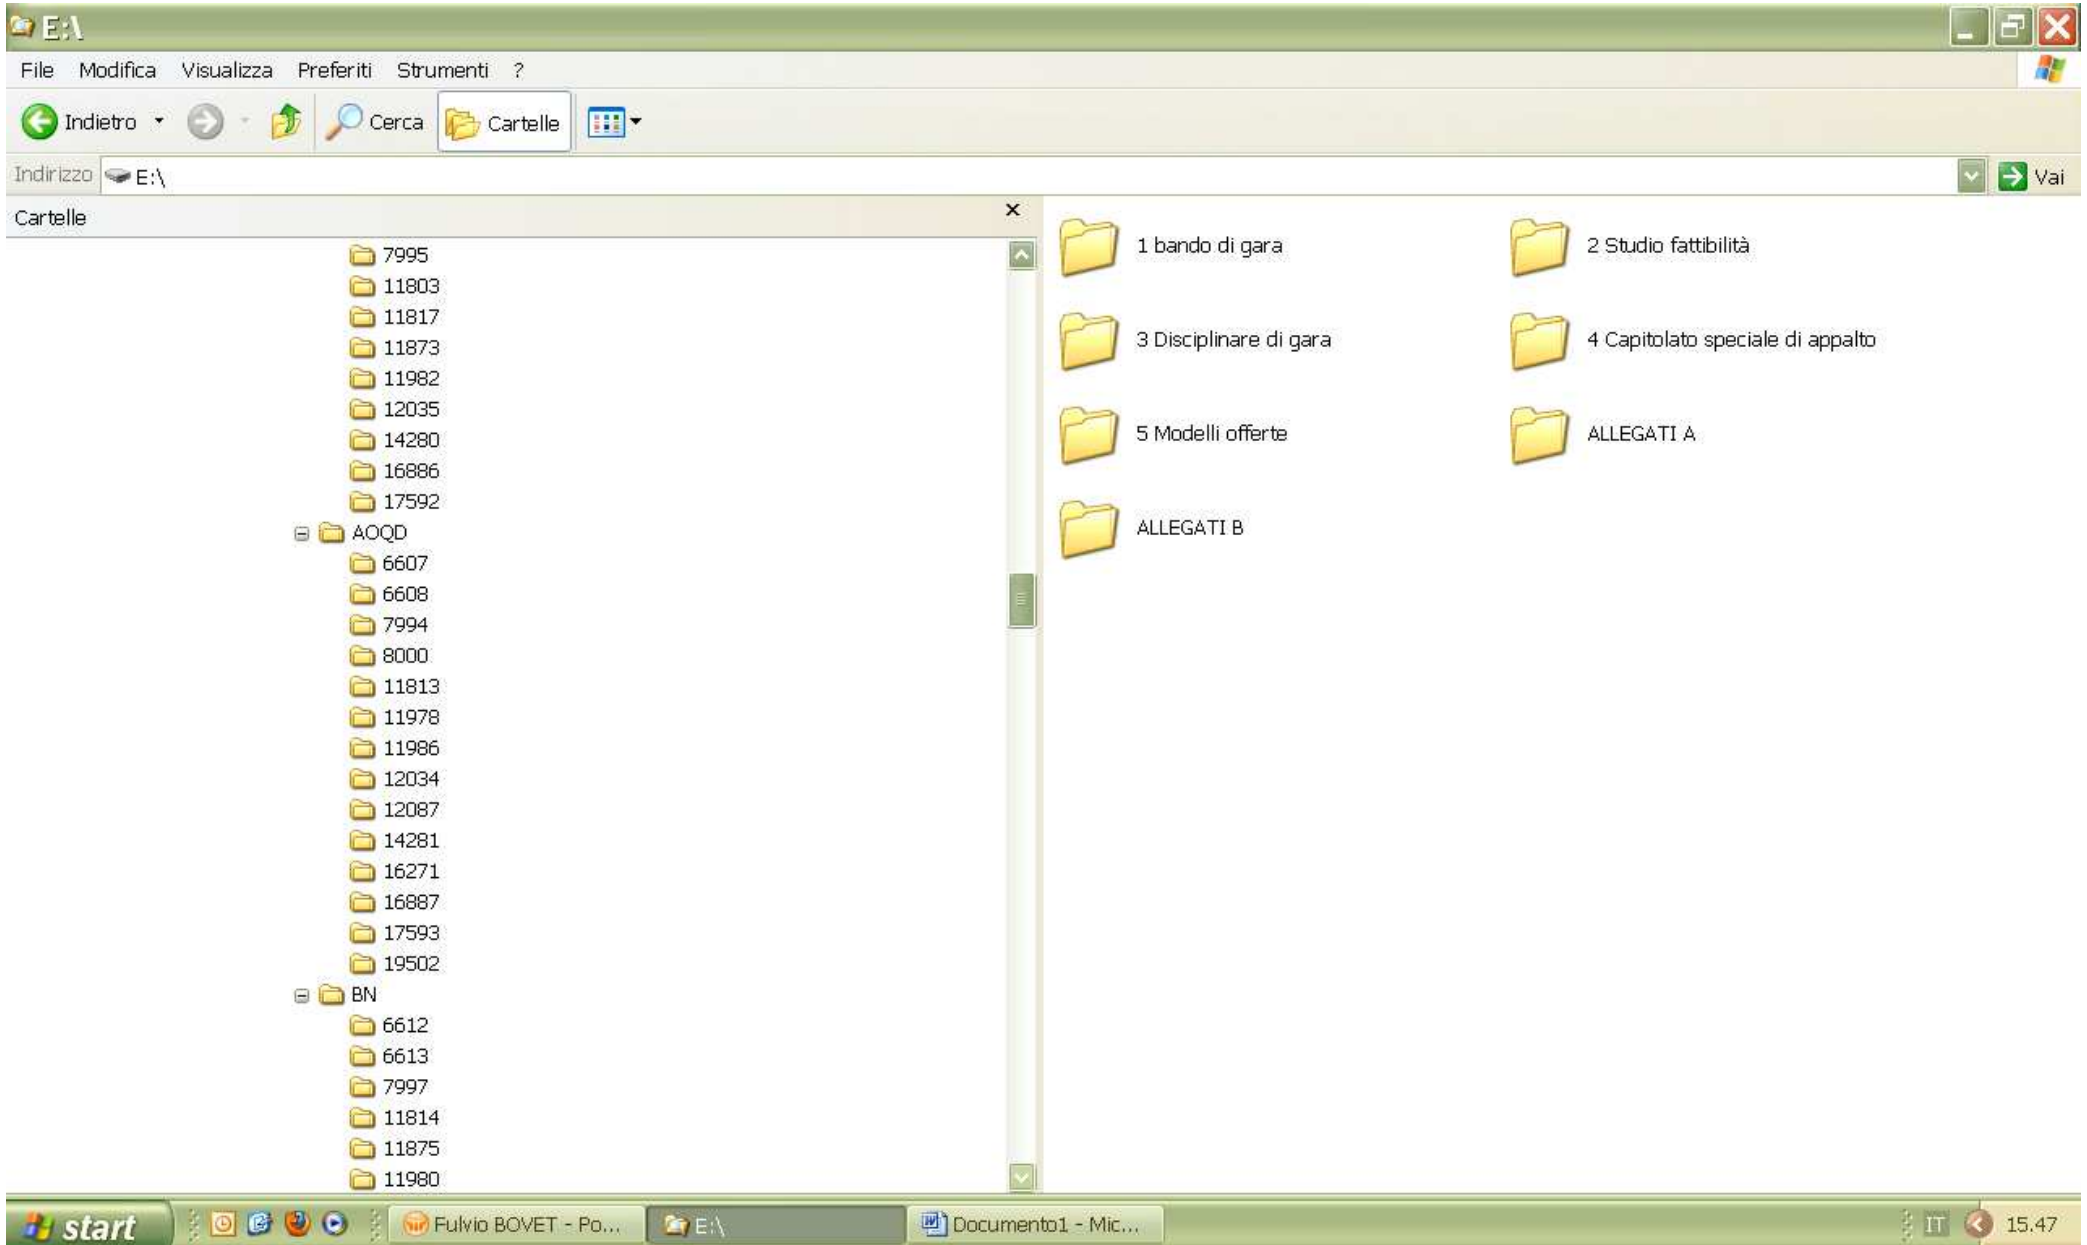 E:\
File Modifica Visualizza Preferiti Strumenti ?
Indietro Cerca Cartelle
Indirizzo E:\ Vai
Cartelle
7995
11803
11817
11873
11982
12035
14280
16886
17592
AOQD
6607
6608
7994
8000
11813
11978
11986
12034
12087
14281
16271
16887
17593
19502
BN
6612
6613
7997
11814
11875
11980
1 bando di gara
2 Studio fattibilità
3 Disciplinare di gara
4 Capitolato speciale di appalto
5 Modelli offerte
ALLEGATI A
ALLEGATI B
start Fulvio BOVET - Po... E:\ Documento1 - Mic... IT 15.47